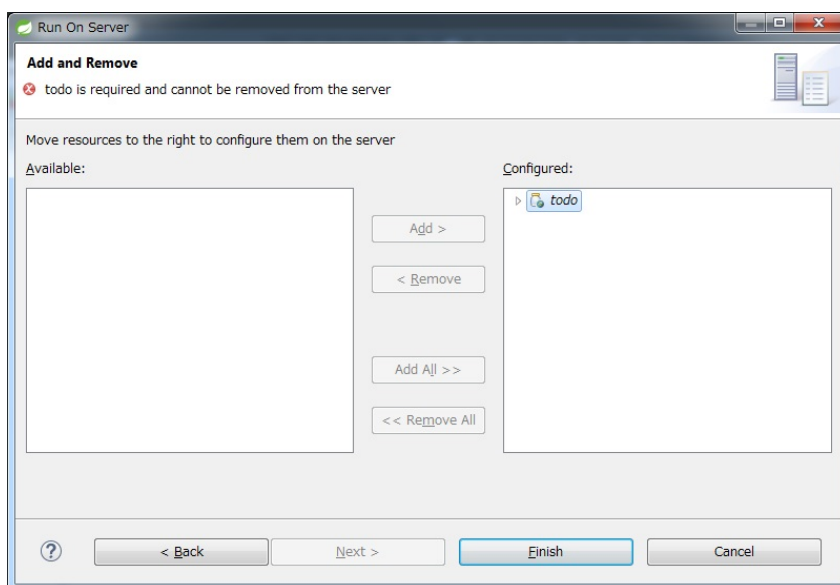 Run On Server
Add and Remove
todo is required and cannot be removed from the server
Move resources to the right to configure them on the server
Available:
Configured:
todo
Add >
< Remove
Add All >>
<< Remove All
?
< Back
Next >
Finish
Cancel